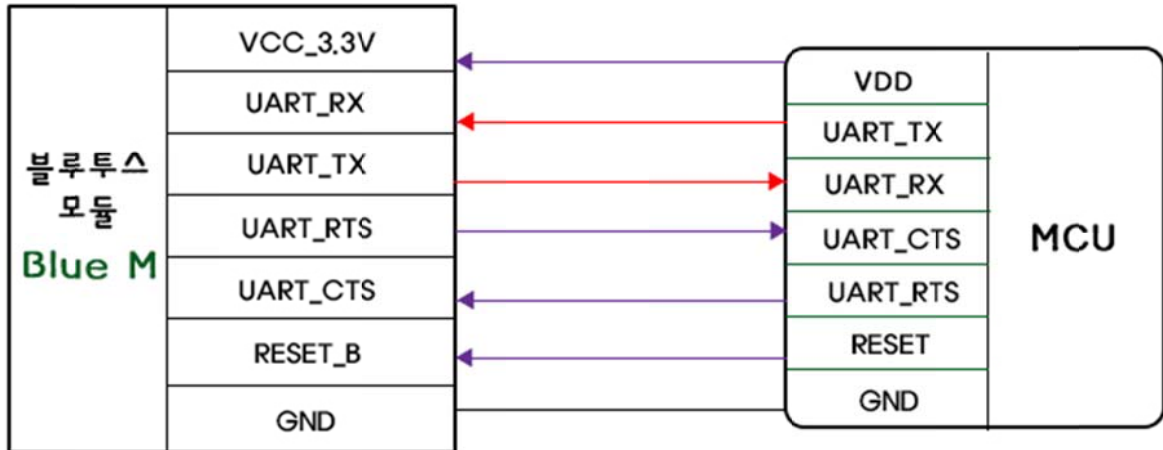 블루투스
모듈
Blue M
VCC_3.3V
UART_RX
UART_TX
UART_RTS
UART_CTS
RESET_B
GND
VDD
UART_TX
UART_RX
UART_CTS
UART_RTS
RESET
GND
MCU